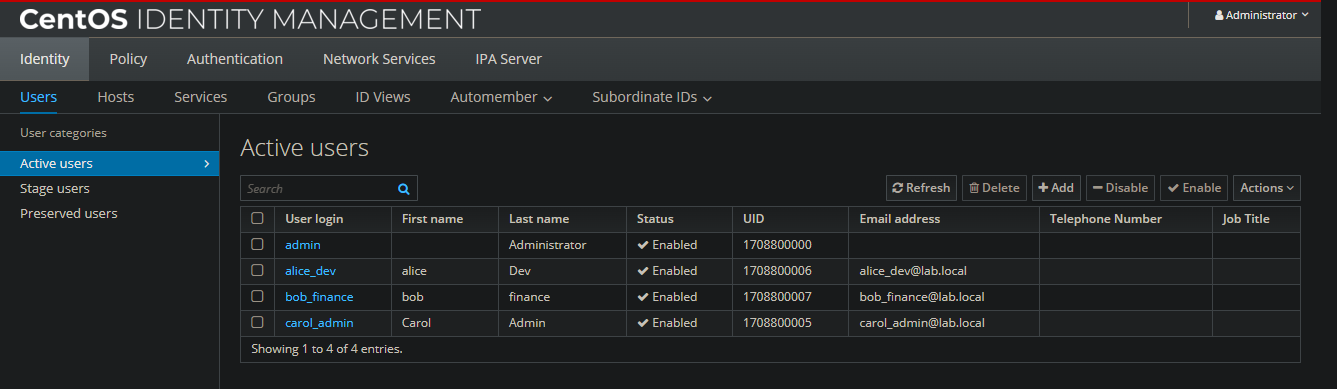 CentOS IDENTITY MANAGEMENT
Administrator
Identity Policy Authentication Network Services IPA Server
Users Hosts Services Groups ID Views Automember Subordinate IDs
User categories
Active users
Stage users
Preserved users
Active users
Search
Refresh Delete Add Disable Enable Actions
User login First name Last name Status UID Email address Telephone Number Job Title
admin Administrator Enabled 1708800000
alice_dev alice Dev Enabled 1708800006 alice_dev@lab.local
bob_finance bob finance Enabled 1708800007 bob_finance@lab.local
carol_admin Carol Admin Enabled 1708800005 carol_admin@lab.local
Showing 1 to 4 of 4 entries.